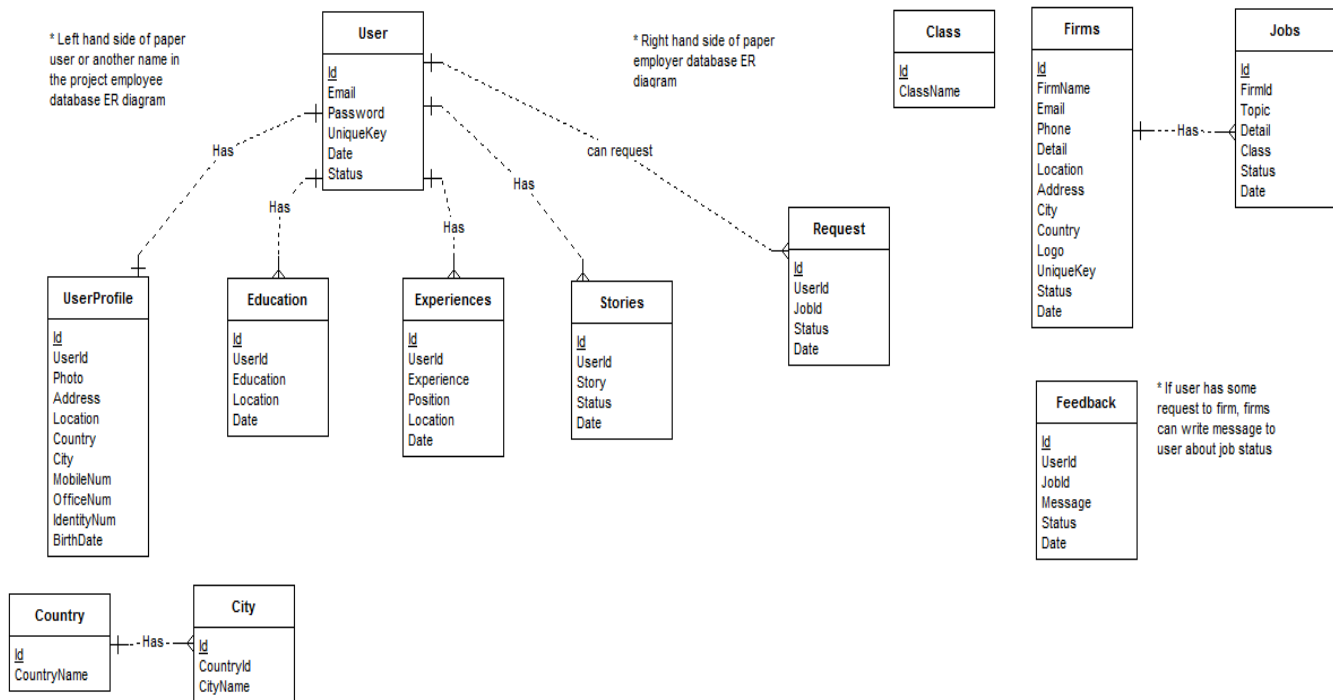 * Left hand side of paper
user or another name in
the project employee
database ER diagram
User
Id
Email
Password
UniqueKey
Date
Status
* Right hand side of paper
employer database ER
diagram
Class
Id
ClassName
Firms
Id
FirmName
Email
Phone
Detail
Location
Address
City
Country
Logo
UniqueKey
Status
Date
Has
Jobs
Id
FirmId
Topic
Detail
Class
Status
Date
Has
Has
Has
Has
can request
Request
Id
UserId
JobId
Status
Date
UserProfile
Id
UserId
Photo
Address
Location
Country
City
MobileNum
OfficeNum
IdentityNum
BirthDate
Education
Id
UserId
Education
Location
Date
Experiences
Id
UserId
Experience
Position
Location
Date
Stories
Id
UserId
Story
Status
Date
Feedback
Id
UserId
JobId
Message
Status
Date
* If user has some
request to firm, firms
can write message to
user about job status
Country
Id
CountryName
Has
City
Id
CountryId
CityName